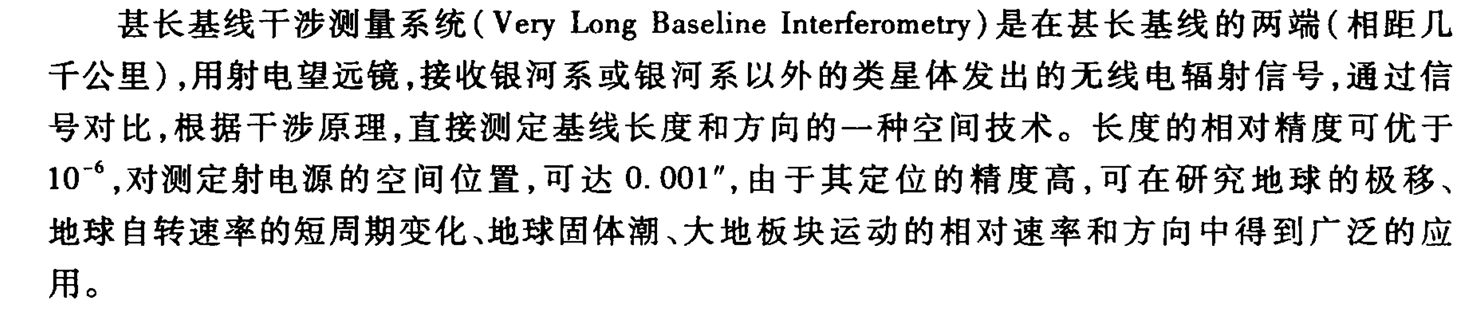 甚长基线干涉测量系统(Very Long Baseline Interferometry)是在甚长基线的两端(相距几
千公里),用射电望远镜,接收银河系或银河系以外的类星体发出的无线电辐射信号,通过信
号对比,根据干涉原理,直接测定基线长度和方向的一种空间技术。长度的相对精度可优于
10⁻⁶,对测定射电源的空间位置,可达 0.001″,由于其定位的精度高,可在研究地球的极移、
地球自转速率的短周期变化、地球固体潮、大地板块运动的相对速率和方向中得到广泛的应
用。